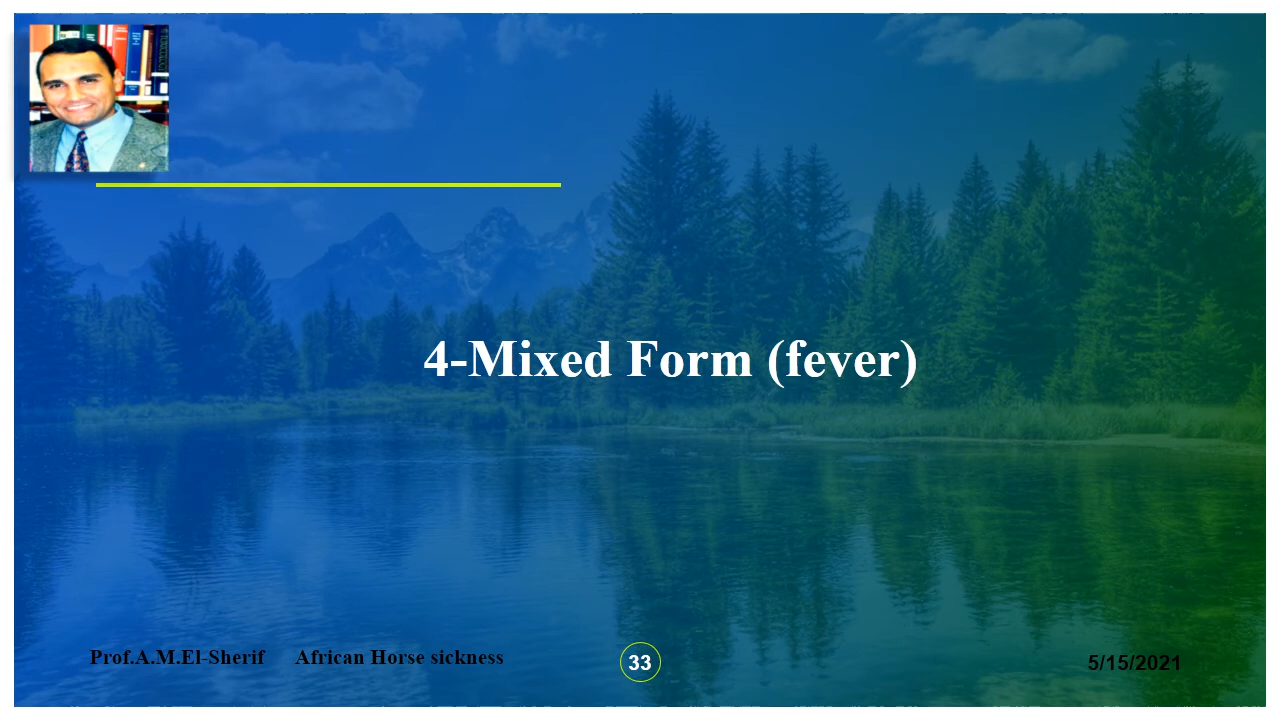 4-Mixed Form (fever)
Prof.A.M.El-Sherif African Horse sickness
33
5/15/2021